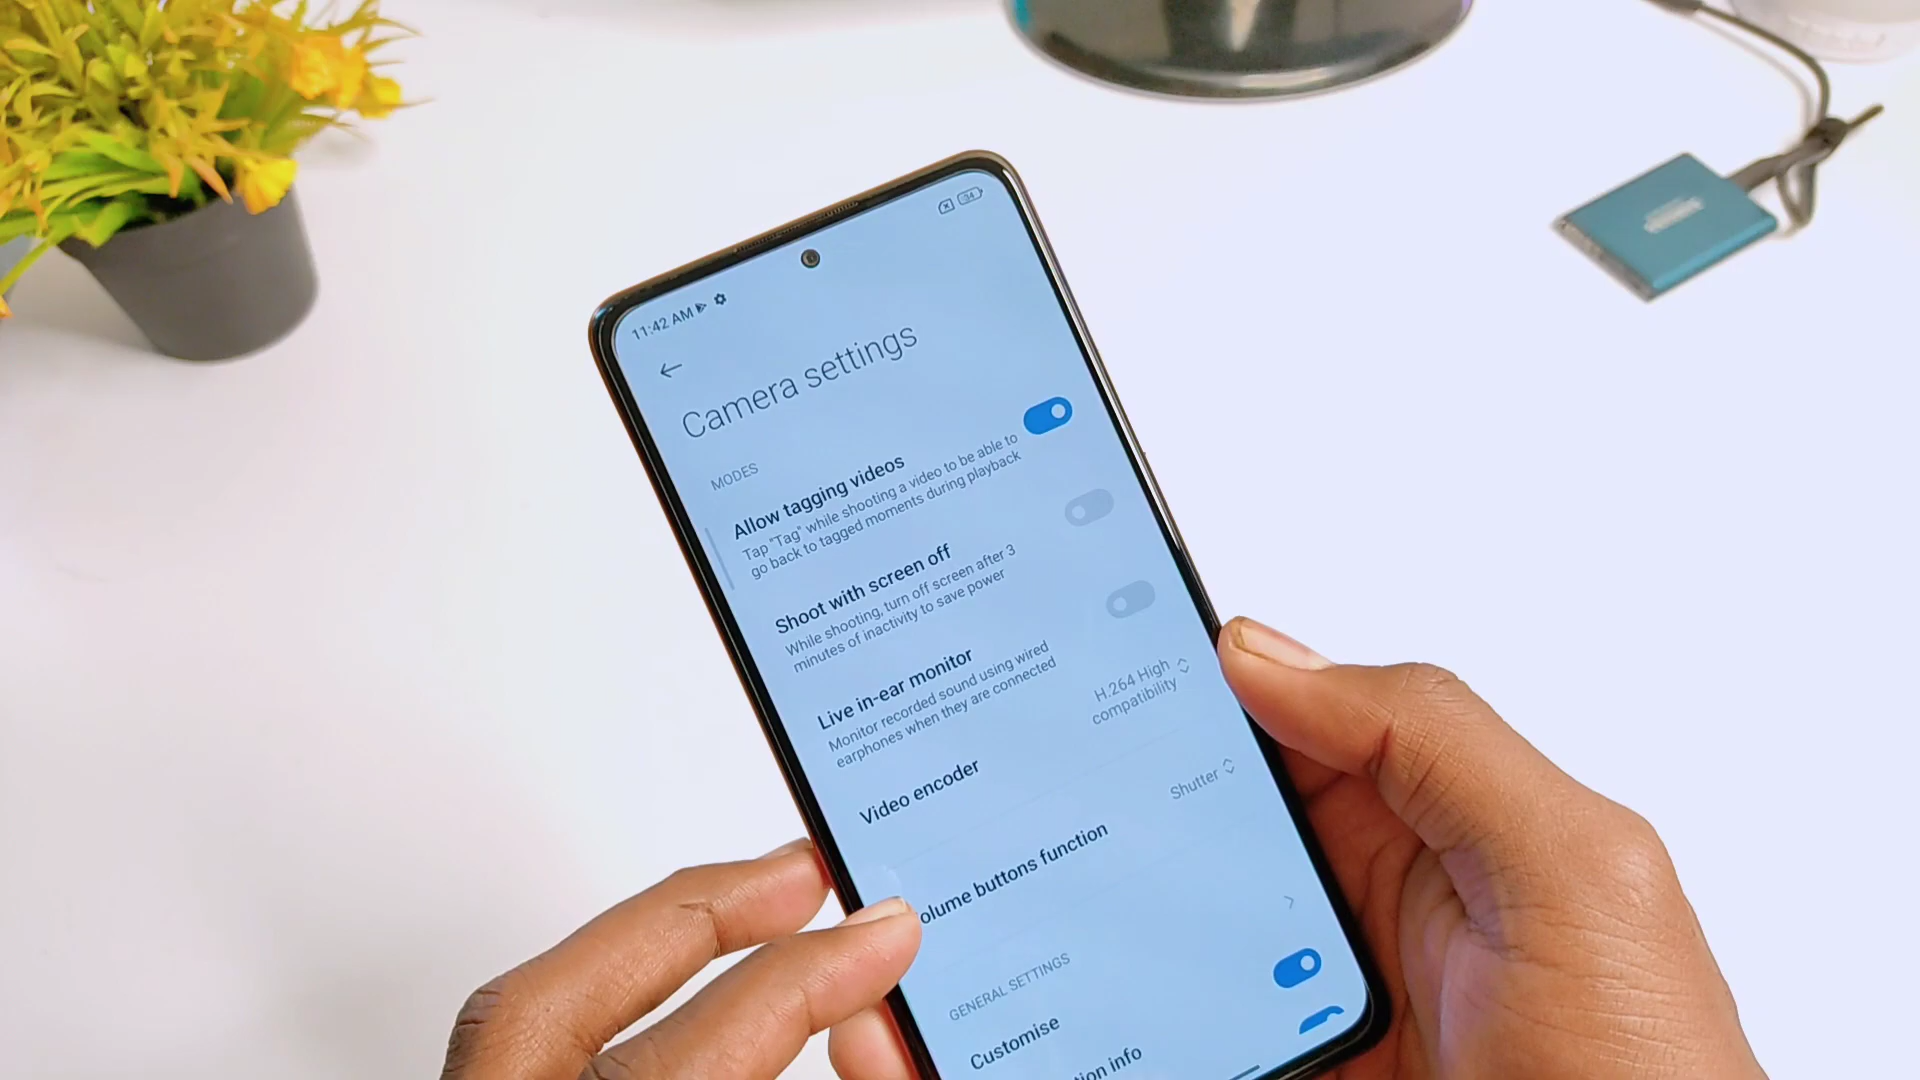 11:42 AM
34
Camera settings
MODES
Allow tagging videos
Tap "Tag" while shooting a video to be able to
go back to tagged moments during playback
Shoot with screen off
While shooting, turn off screen after 3
minutes of inactivity to save power
Live in-ear monitor
Monitor recorded sound using wired
earphones when they are connected
Video encoder
H.264 High
compatibility
olume buttons function
Shutter
GENERAL SETTINGS
Customise
tion info